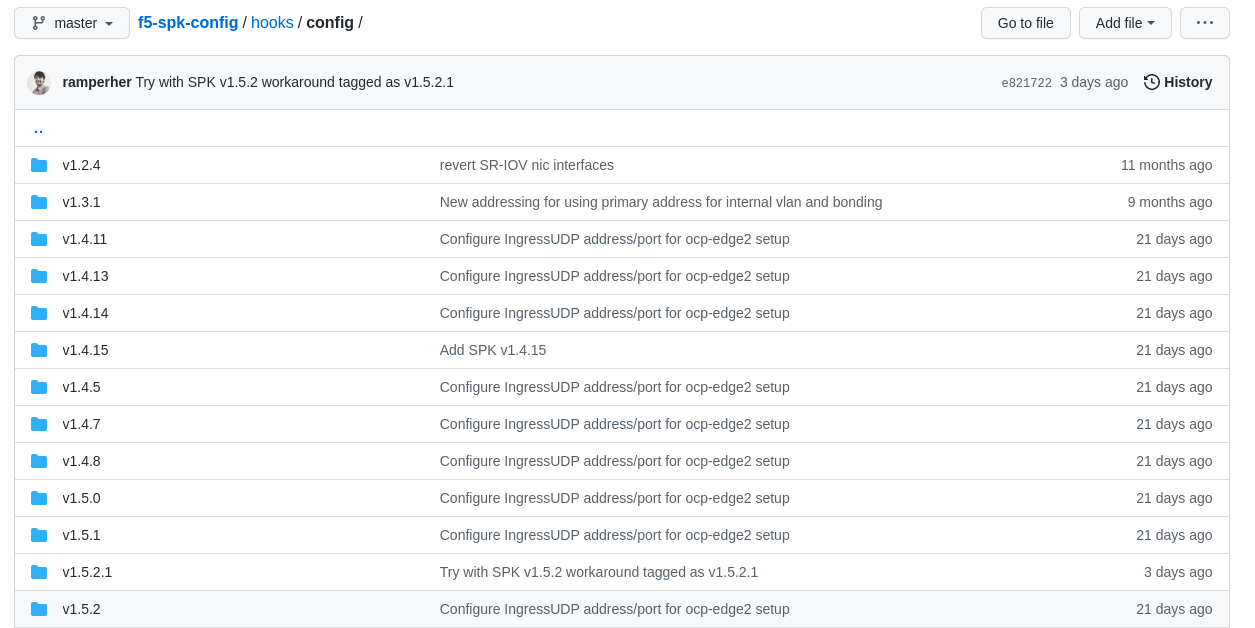 master f5-spk-config / hooks / config / Go to file Add file ...
ramperher Try with SPK v1.5.2 workaround tagged as v1.5.2.1 e821722 3 days ago History
..
v1.2.4 revert SR-IOV nic interfaces 11 months ago
v1.3.1 New addressing for using primary address for internal vlan and bonding 9 months ago
v1.4.11 Configure IngressUDP address/port for ocp-edge2 setup 21 days ago
v1.4.13 Configure IngressUDP address/port for ocp-edge2 setup 21 days ago
v1.4.14 Configure IngressUDP address/port for ocp-edge2 setup 21 days ago
v1.4.15 Add SPK v1.4.15 21 days ago
v1.4.5 Configure IngressUDP address/port for ocp-edge2 setup 21 days ago
v1.4.7 Configure IngressUDP address/port for ocp-edge2 setup 21 days ago
v1.4.8 Configure IngressUDP address/port for ocp-edge2 setup 21 days ago
v1.5.0 Configure IngressUDP address/port for ocp-edge2 setup 21 days ago
v1.5.1 Configure IngressUDP address/port for ocp-edge2 setup 21 days ago
v1.5.2.1 Try with SPK v1.5.2 workaround tagged as v1.5.2.1 3 days ago
v1.5.2 Configure IngressUDP address/port for ocp-edge2 setup 21 days ago